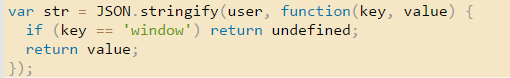 var str = JSON.stringify(user, function(key, value) {
  if (key == 'window') return undefined;
  return value;
});